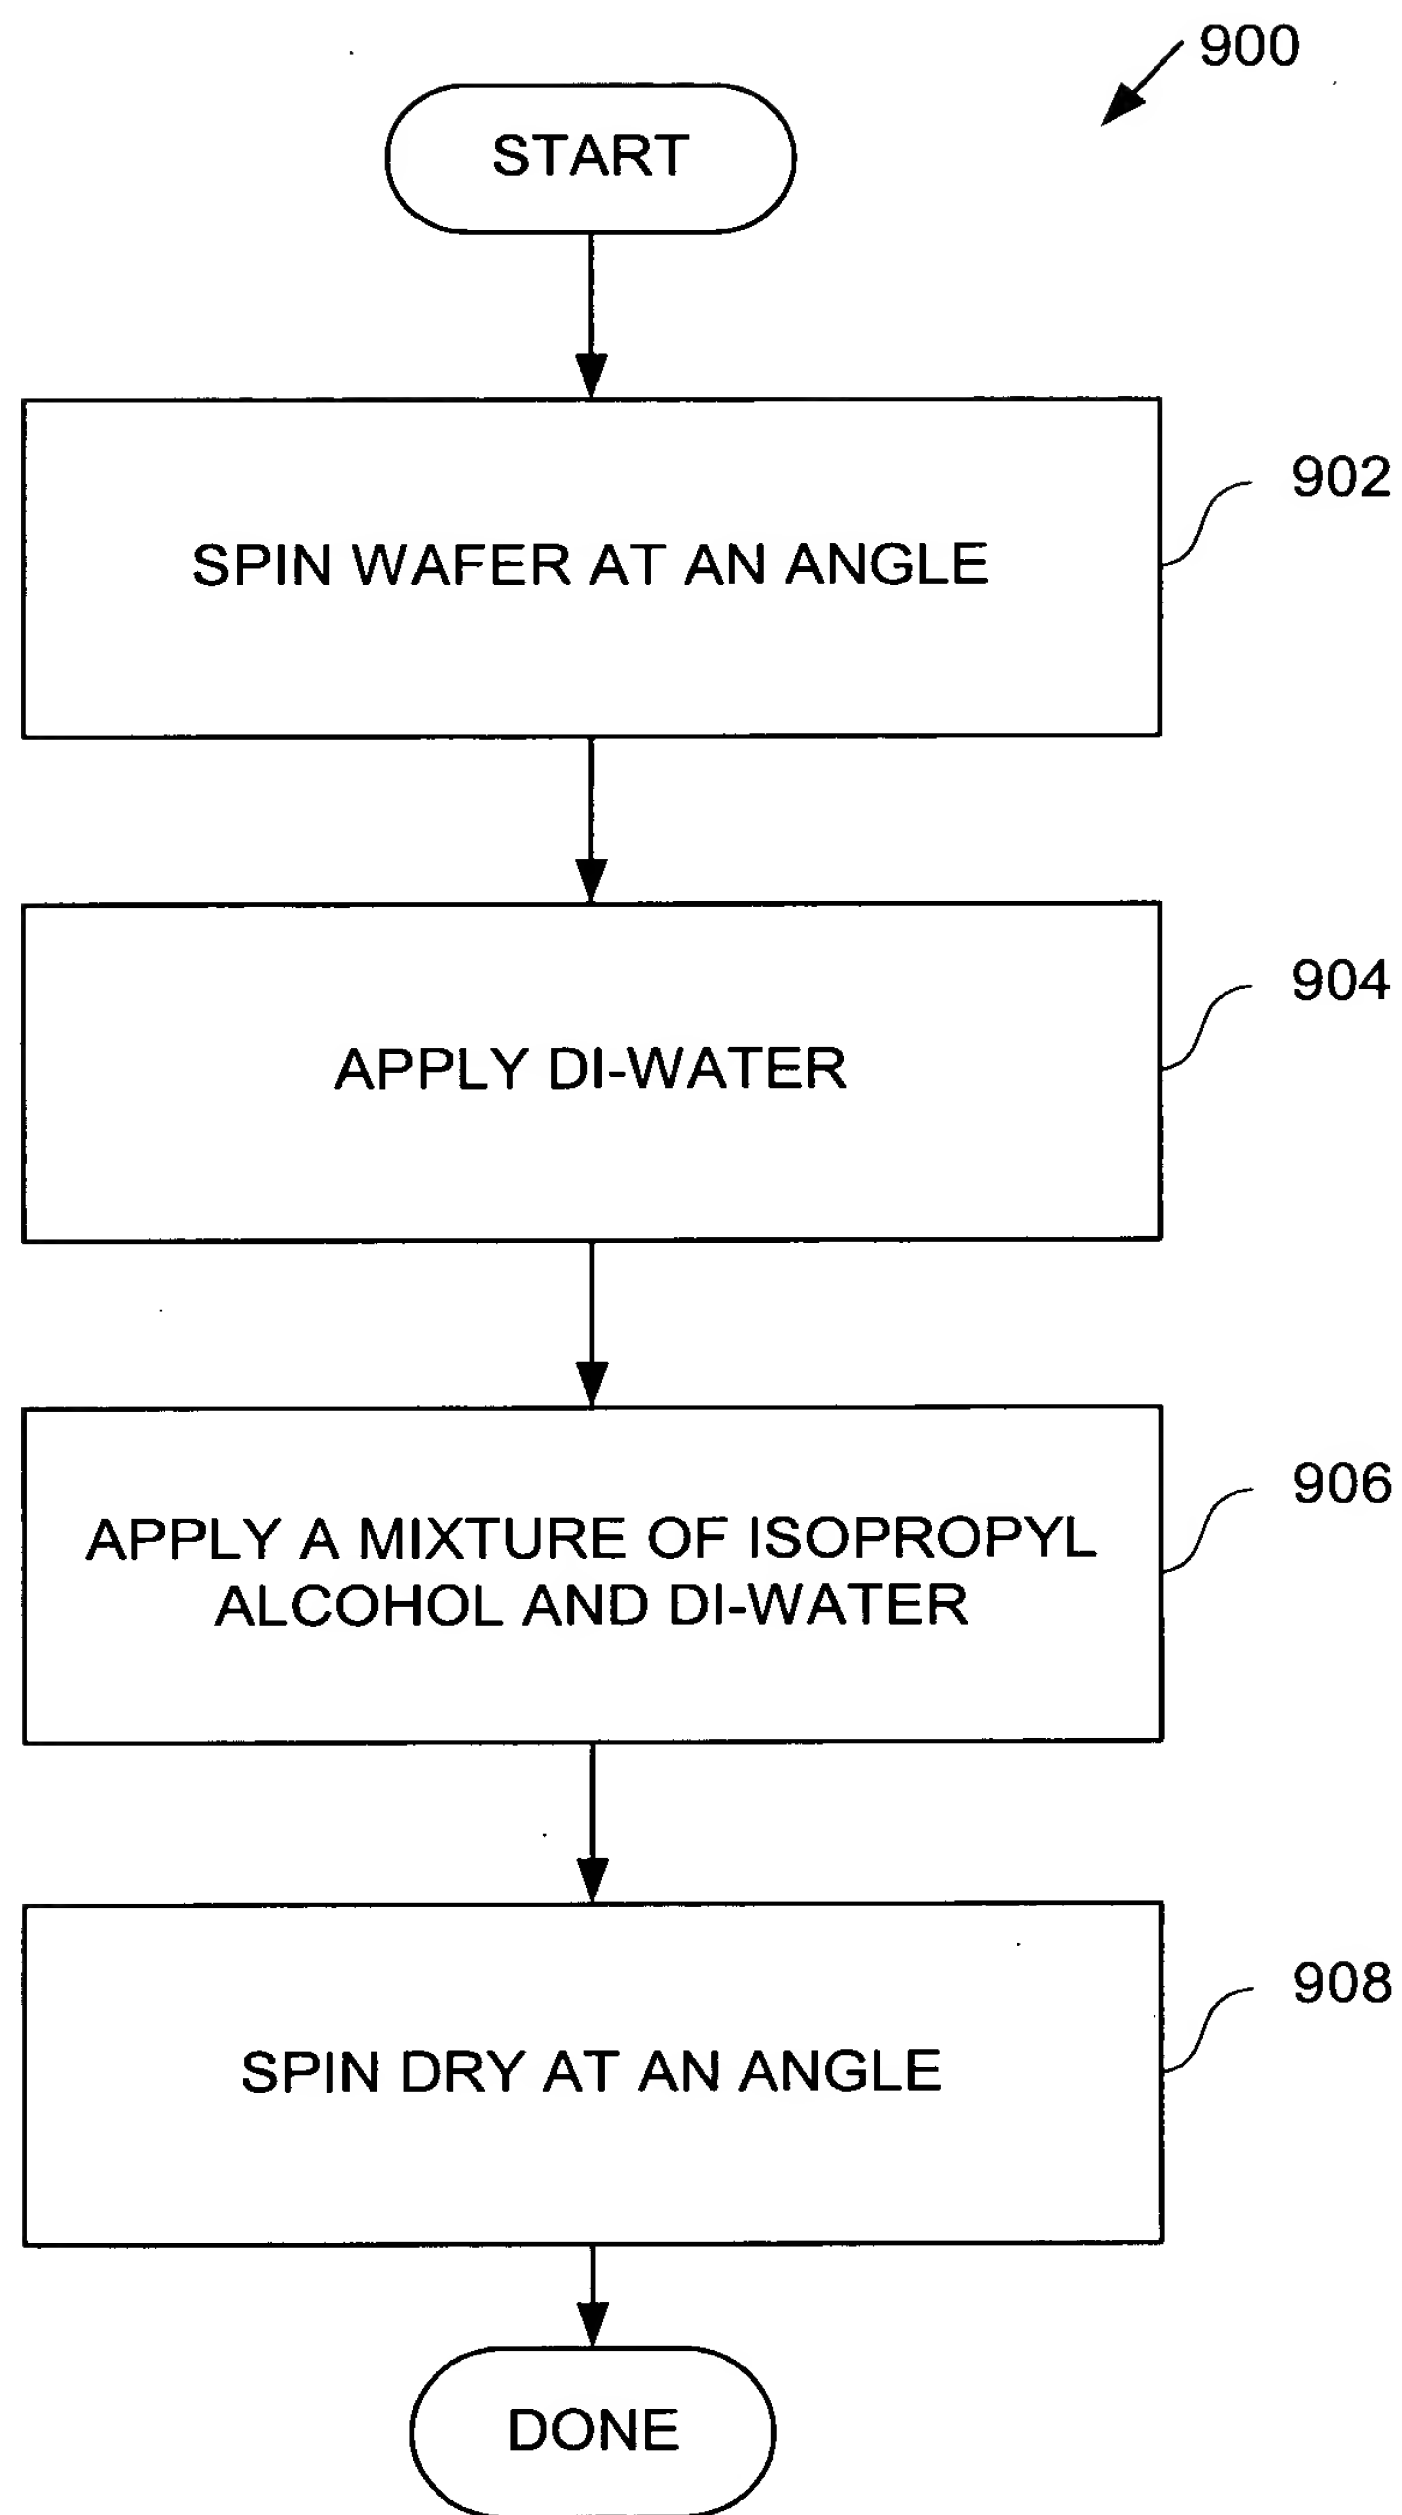 900
START
902
SPIN WAFER AT AN ANGLE
904
APPLY DI-WATER
906
APPLY A MIXTURE OF ISOPROPYL
ALCOHOL AND DI-WATER
908
SPIN DRY AT AN ANGLE
DONE